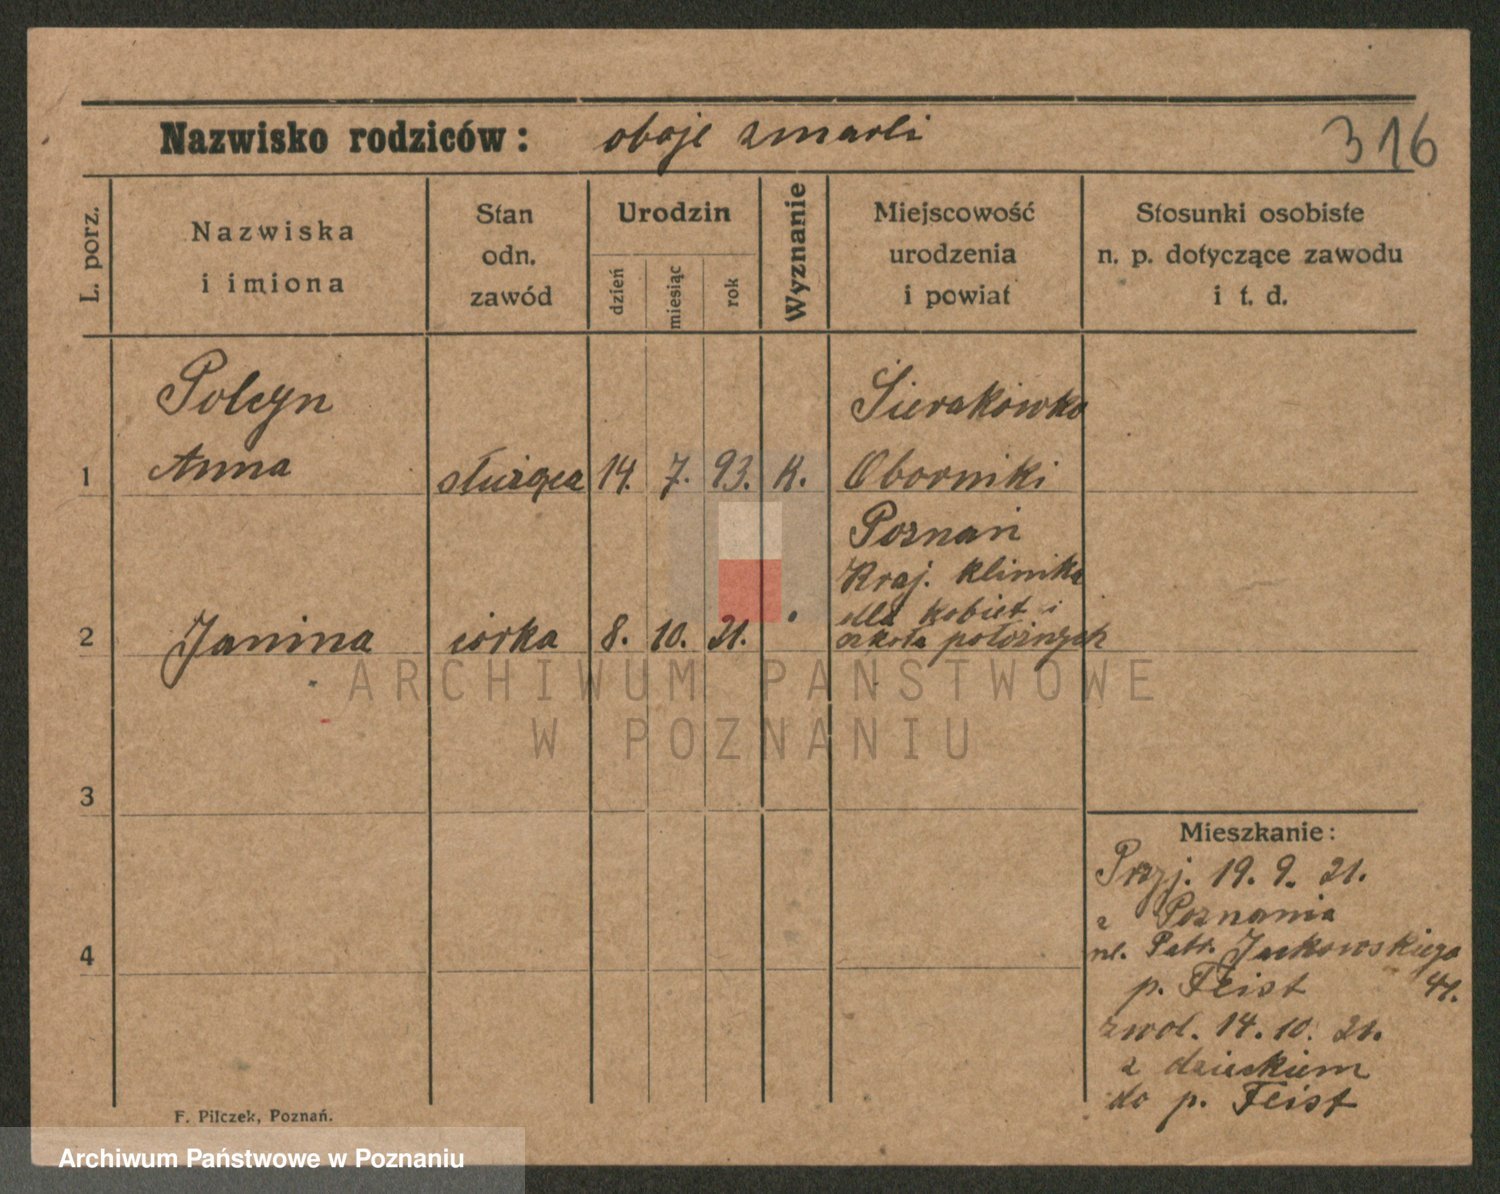 Nazwisko rodziców: oboje zmarli
316
L. porz.
Nazwiska
i imiona
Stan
odn.
zawód
Urodzin
dzień
miesiąc
rok
Wyznanie
Miejscowość
urodzenia
i powiat
Stosunki osobiste
n. p. dotyczące zawodu
i t. d.
Polcyn
Sierakówko
1 Anna służąca 14. 7. 93. K. Oborniki
Poznań
Kraj. klinika
dla kobiet i
2 Janina córka 8. 10. 21. szkoła położnych
ARCHIWUM PAŃSTWOWE
W POZNANIU
3
Mieszkanie:
Przyj. 19. 9. 21.
z Poznania
ul. Patr. Jackowskiego
p. Feist 41.
4
zwol. 14. 10. 21.
z dzieckiem
do p. Feist
F. Pilczek, Poznań.
Archiwum Państwowe w Poznaniu